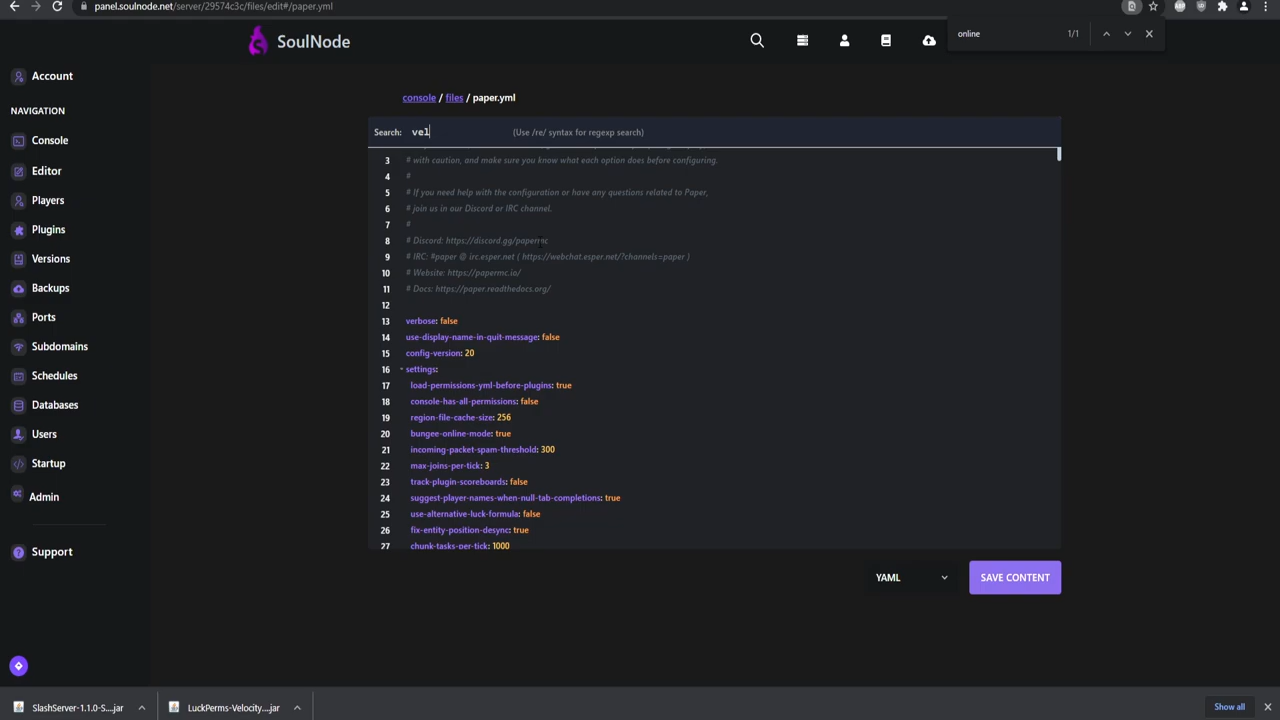 panel.soulnode.net/server/29574c3c/files/edit#/paper.yml
online
1/1
SoulNode
Account
NAVIGATION
Console
Editor
Players
Plugins
Versions
Backups
Ports
Subdomains
Schedules
Databases
Users
Startup
Admin
Support
console / files / paper.yml
Search: vel (Use /re/ syntax for regexp search)
3 # with caution, and make sure you know what each option does before configuring.
4 #
5 # If you need help with the configuration or have any questions related to Paper,
6 # join us in our Discord or IRC channel.
7 #
8 # Discord: https://discord.gg/papermc
9 # IRC: #paper @ irc.esper.net ( https://webchat.esper.net/?channels=paper )
10 # Website: https://papermc.io/
11 # Docs: https://paper.readthedocs.org/
12
13 verbose: false
14 use-display-name-in-quit-message: false
15 config-version: 20
16 settings:
17 load-permissions-yml-before-plugins: true
18 console-has-all-permissions: false
19 region-file-cache-size: 256
20 bungee-online-mode: true
21 incoming-packet-spam-threshold: 300
22 max-joins-per-tick: 3
23 track-plugin-scoreboards: false
24 suggest-player-names-when-null-tab-completions: true
25 use-alternative-luck-formula: false
26 fix-entity-position-desync: true
27 chunk-tasks-per-tick: 1000
YAML
SAVE CONTENT
SlashServer-1.1.0-S....jar
LuckPerms-Velocity....jar
Show all